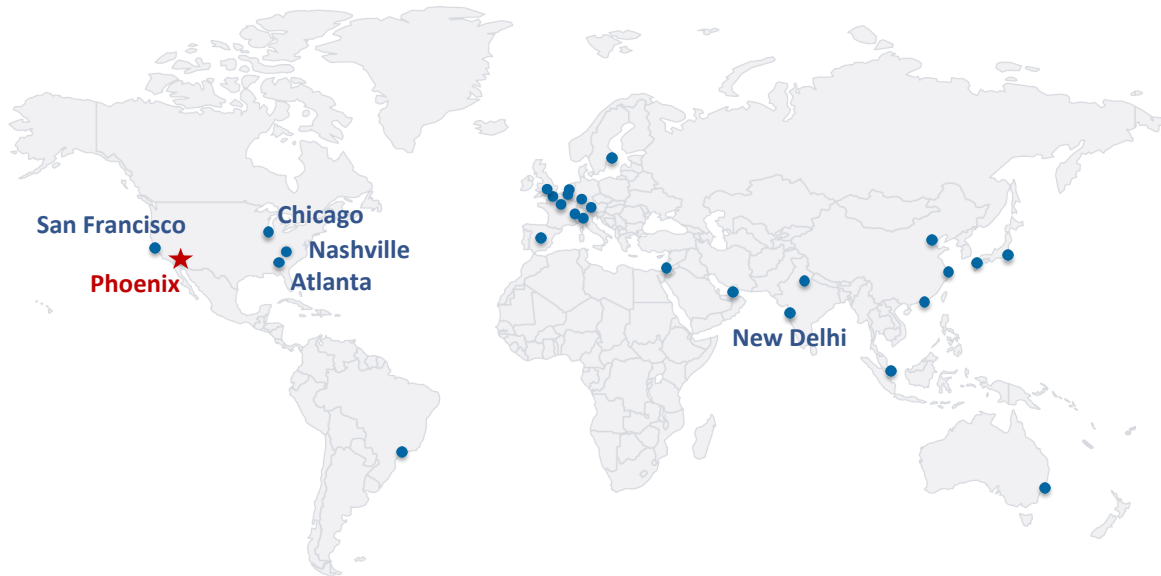 San Francisco
Chicago
Nashville
Phoenix
Atlanta
New Delhi